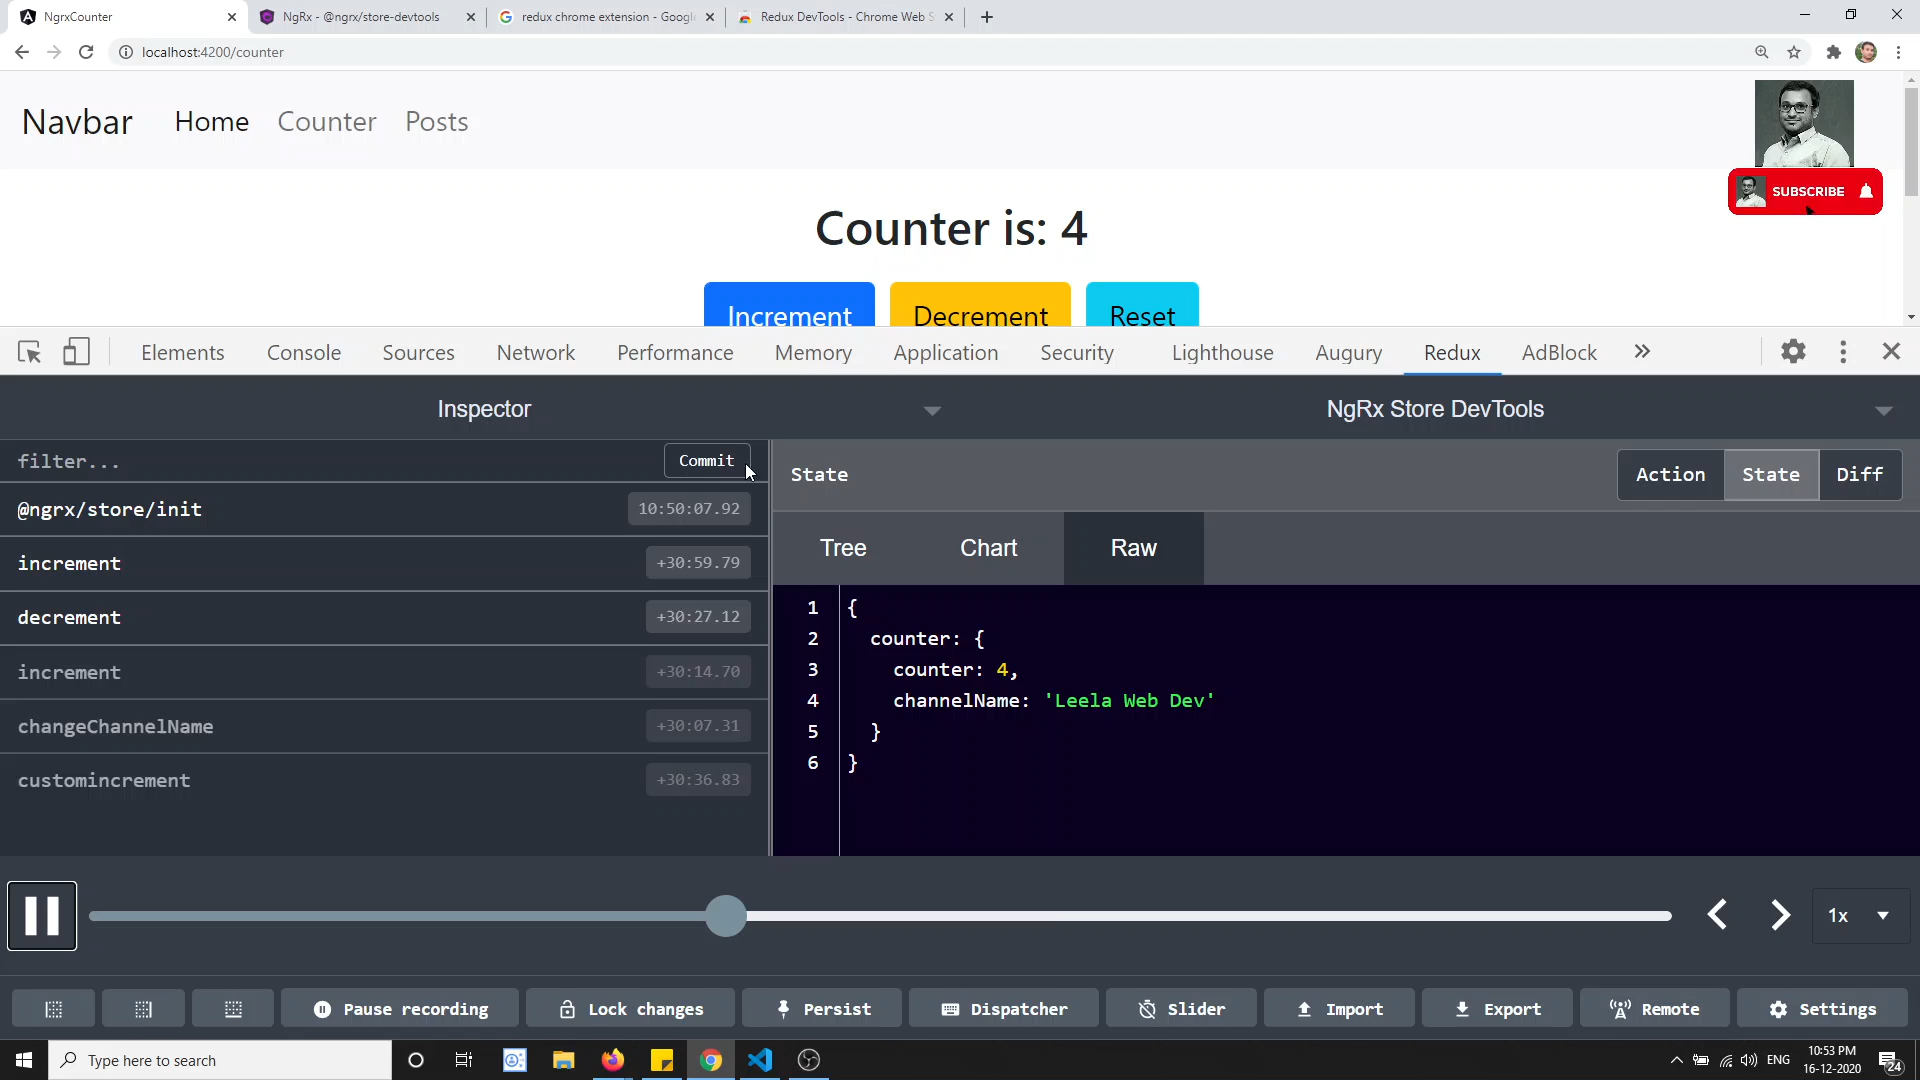 NgrxCounter
NgRx - @ngrx/store-devtools
redux chrome extension - Googl
Redux DevTools - Chrome Web S
localhost:4200/counter
Navbar
Home
Counter
Posts
SUBSCRIBE
Counter is: 4
Increment
Decrement
Reset
Elements
Console
Sources
Network
Performance
Memory
Application
Security
Lighthouse
Augury
Redux
AdBlock
Inspector
NgRx Store DevTools
filter...
Commit
State
Action
State
Diff
@ngrx/store/init
10:50:07.92
Tree
Chart
Raw
increment
+30:59.79
decrement
+30:27.12
increment
+30:14.70
changeChannelName
+30:07.31
customincrement
+30:36.83
1 {
2 counter: {
3 counter: 4,
4 channelName: 'Leela Web Dev'
5 }
6 }
1x
Pause recording
Lock changes
Persist
Dispatcher
Slider
Import
Export
Remote
Settings
Type here to search
ENG
10:53 PM
16-12-2020
24